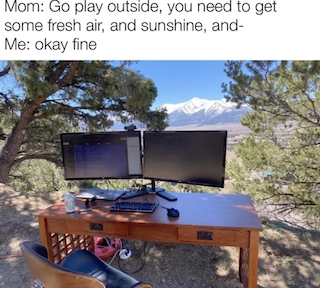 Mom: Go play outside, you need to get
some fresh air, and sunshine, and-
Me: okay fine